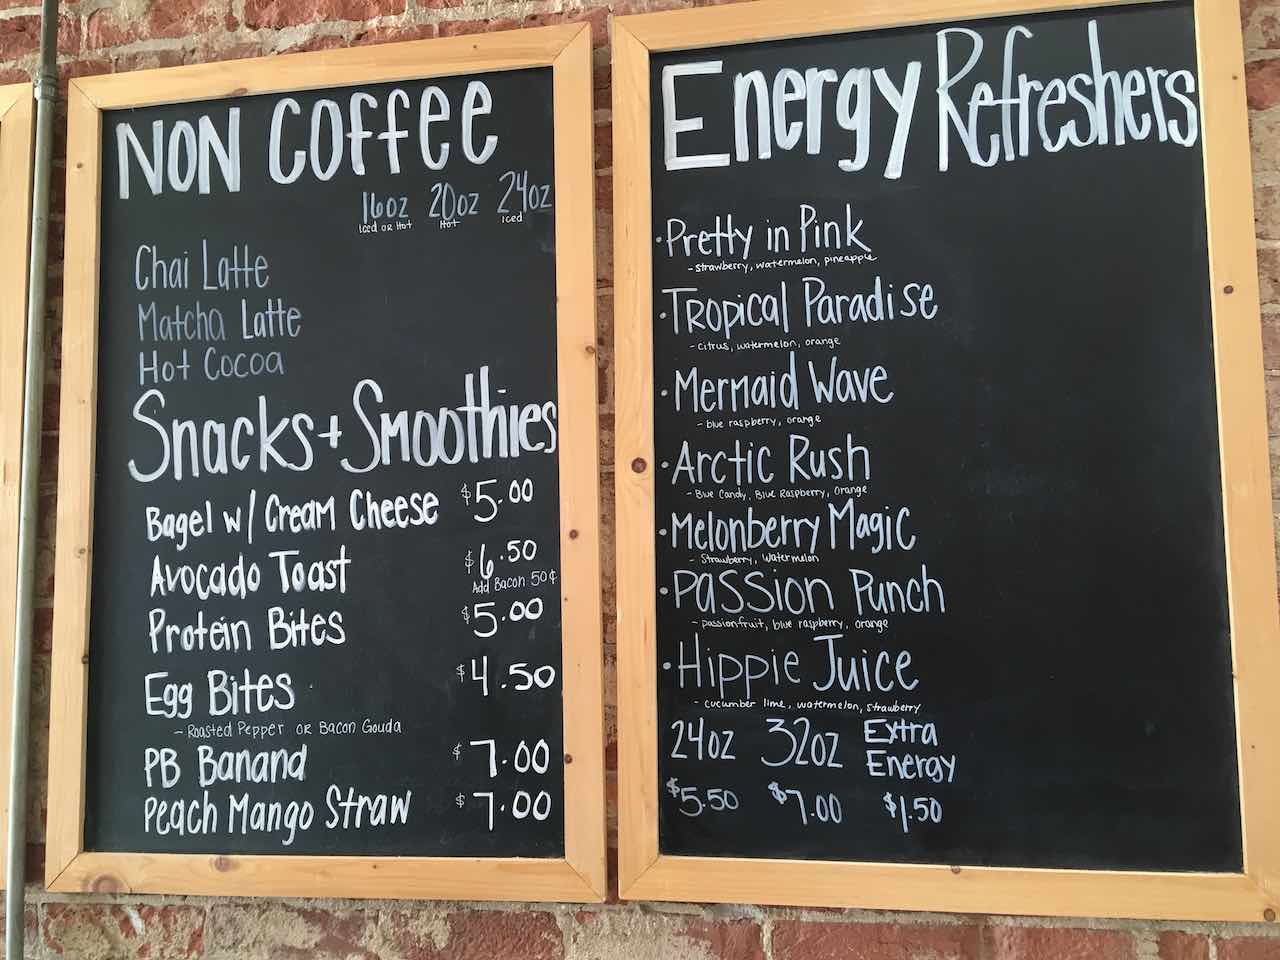 NON COFFEE
16oz 20oz 24oz
Iced or Hot Hot Iced
Chai Latte
Matcha Latte
Hot Cocoa
Snacks + Smoothies
Bagel w/ Cream Cheese $5.00
Avocado Toast $6.50
Add Bacon 50¢
Protein Bites $5.00
Egg Bites $4.50
- Roasted Pepper or Bacon Gouda
PB Banana $7.00
Peach Mango Straw $7.00
Energy Refreshers
• Pretty in Pink
- strawberry, watermelon, pineapple
• Tropical Paradise
- citrus, watermelon, orange
• Mermaid Wave
- blue raspberry, orange
• Arctic Rush
- Blue Candy, Blue Raspberry, Orange
• Melonberry Magic
- Strawberry, Watermelon
• Passion Punch
- passionfruit, blue raspberry, orange
• Hippie Juice
- cucumber lime, watermelon, strawberry
24oz 32oz Extra Energy
$5.50 $7.00 $1.50